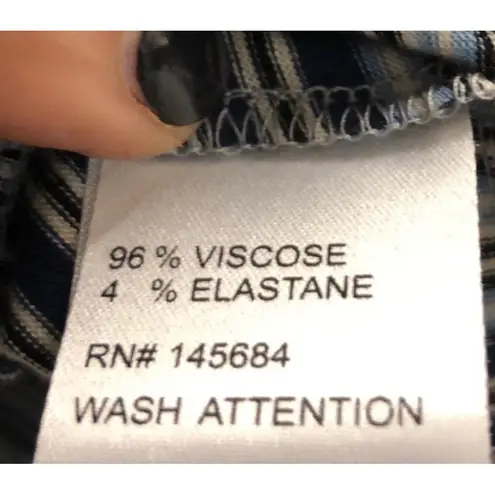 96 % VISCOSE
4 % ELASTANE
RN# 145684
WASH ATTENTION